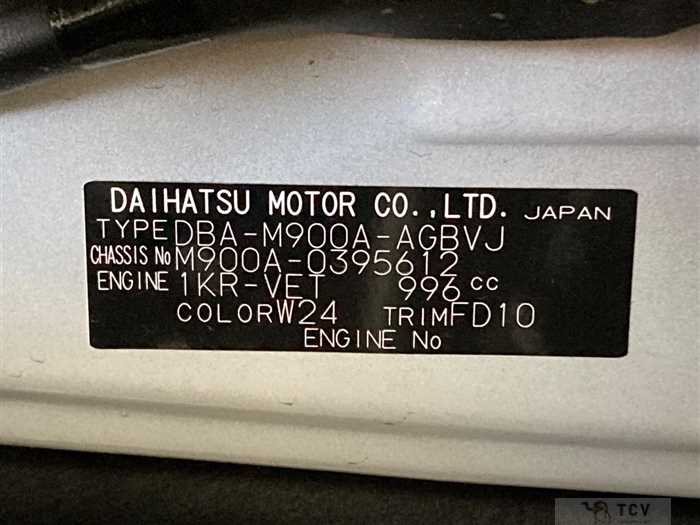 DAIHATSU MOTOR CO.,LTD. JAPAN
TYPE DBA-M900A-AGBVJ
CHASSIS No M900A-0395612
ENGINE 1KR-VET 996 cc
COLOR W24 TRIM FD10
ENGINE No
TCV